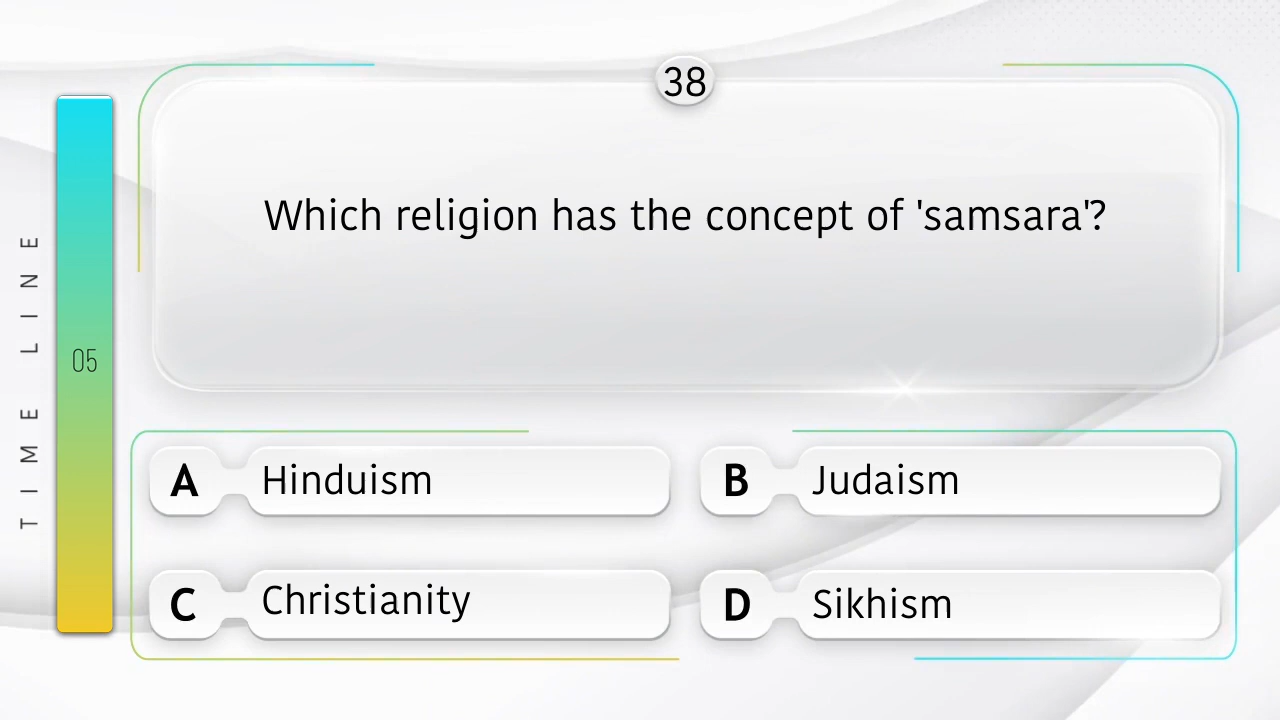 38
Which religion has the concept of 'samsara'?
TIME LINE
05
A Hinduism
B Judaism
C Christianity
D Sikhism